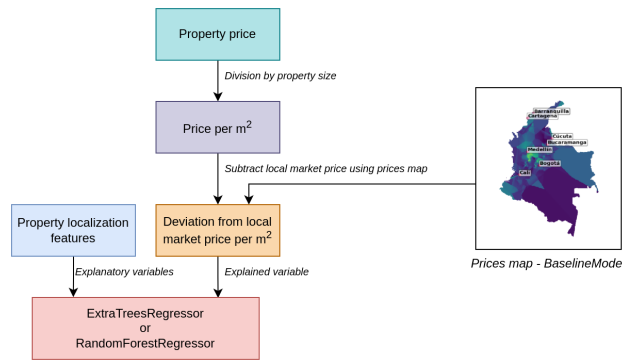 Property price
Division by property size
Price per m2
Barranquilla
Cartagena
Cúcuta
Bucaramanga
Medellín
Bogotá
Cali
Subtract local market price using prices map
Property localization
features
Deviation from local
market price per m2
Prices map - BaselineMode
Explanatory variables
Explained variable
ExtraTreesRegressor
or
RandomForestRegressor